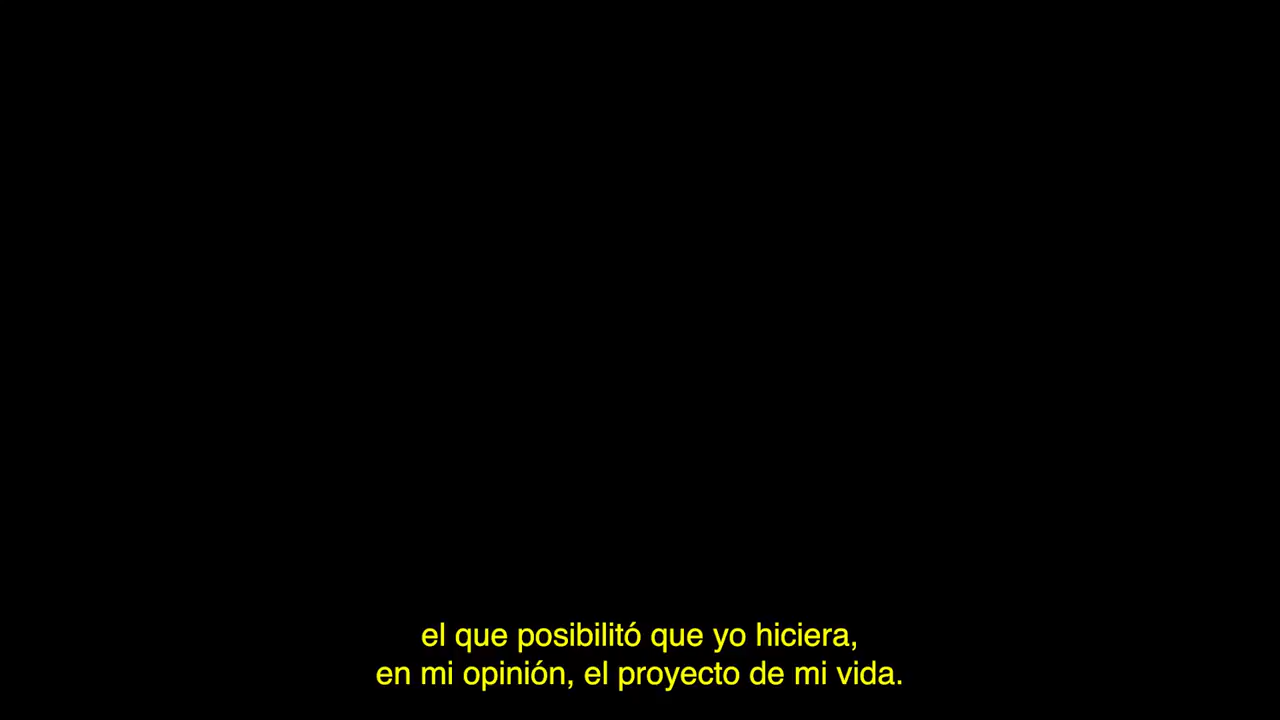 el que posibilitó que yo hiciera,
en mi opinión, el proyecto de mi vida.